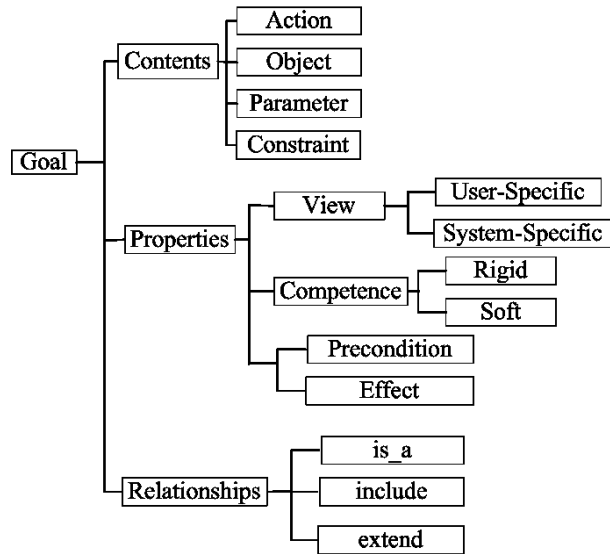 Goal
Contents
Action
Object
Parameter
Constraint
Properties
View
User-Specific
System-Specific
Competence
Rigid
Soft
Precondition
Effect
Relationships
is_a
include
extend